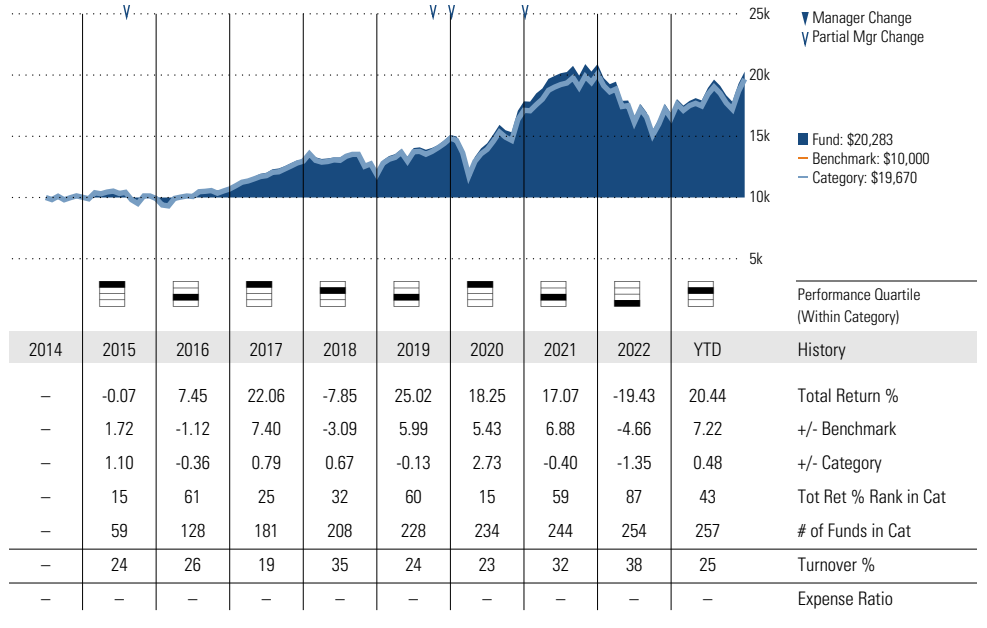 25k
Manager Change
Partial Mgr Change
20k
15k
Fund: $20,283
Benchmark: $10,000
Category: $19,670
10k
5k
Performance Quartile
(Within Category)
2014 2015 2016 2017 2018 2019 2020 2021 2022 YTD History
– -0.07 7.45 22.06 -7.85 25.02 18.25 17.07 -19.43 20.44 Total Return %
– 1.72 -1.12 7.40 -3.09 5.99 5.43 6.88 -4.66 7.22 +/- Benchmark
– 1.10 -0.36 0.79 0.67 -0.13 2.73 -0.40 -1.35 0.48 +/- Category
– 15 61 25 32 60 15 59 87 43 Tot Ret % Rank in Cat
– 59 128 181 208 228 234 244 254 257 # of Funds in Cat
– 24 26 19 35 24 23 32 38 25 Turnover %
– – – – – – – – – – Expense Ratio